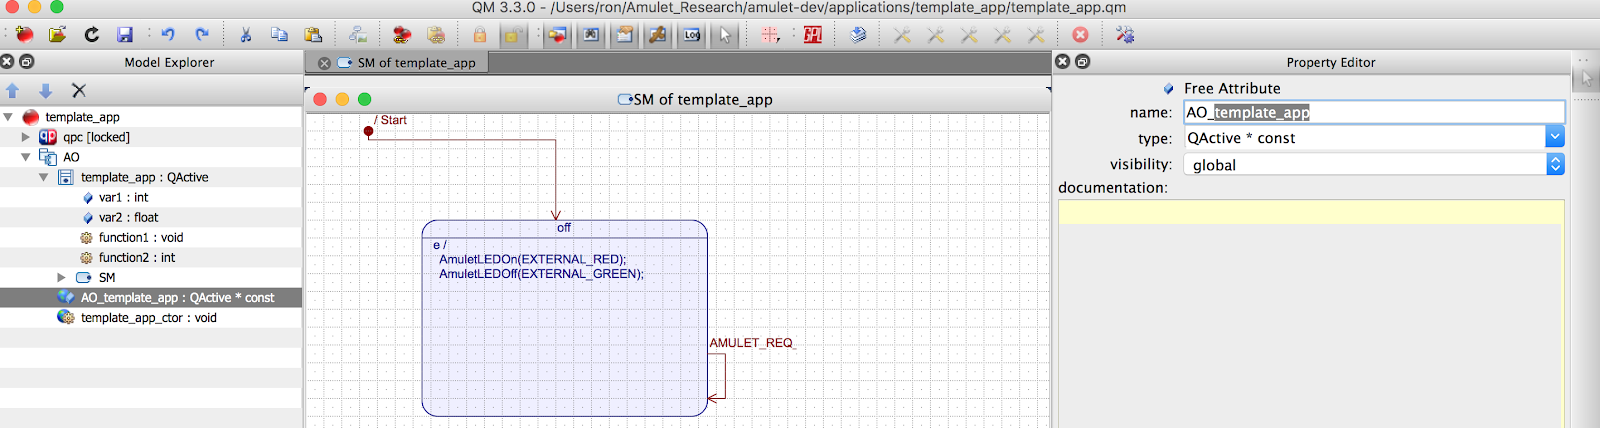 QM 3.3.0 - /Users/ron/Amulet_Research/amulet-dev/applications/template_app/template_app.qm
LOG
Model Explorer
SM of template_app
Property Editor
template_app
qp qpc [locked]
AO
template_app : QActive
var1 : int
var2 : float
function1 : void
function2 : int
SM
AO_template_app : QActive * const
template_app_ctor : void
SM of template_app
/ Start
off
e /
AmuletLEDOn(EXTERNAL_RED);
AmuletLEDOff(EXTERNAL_GREEN);
AMULET_REQ_
Free Attribute
name: AO_template_app
type: QActive * const
visibility: global
documentation: